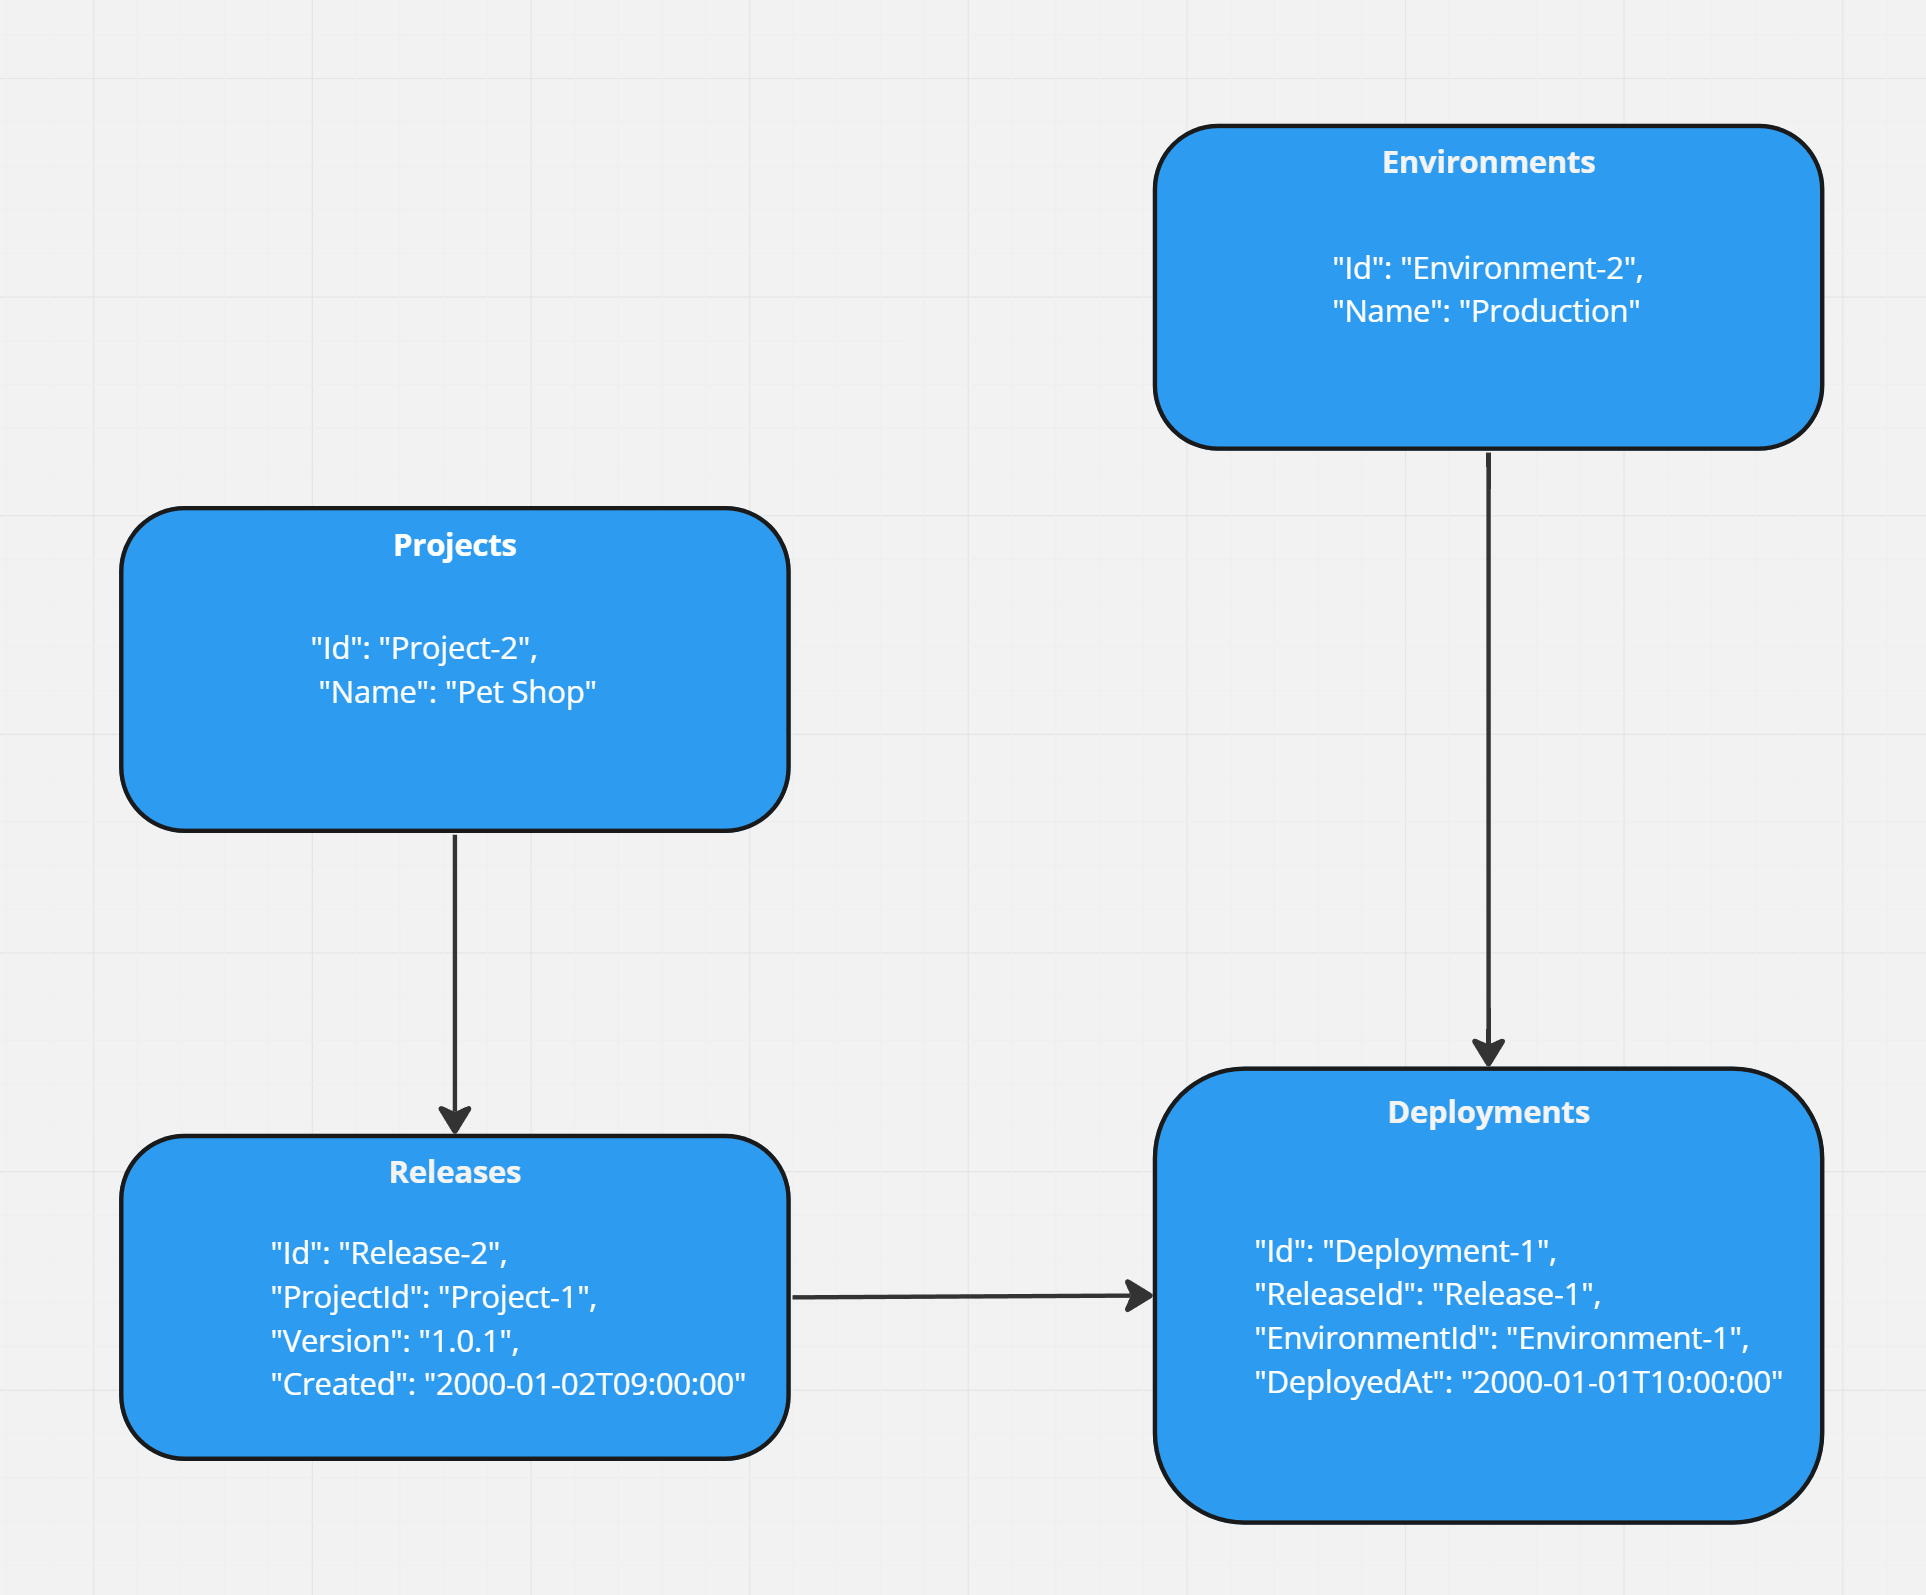 Environments
"Id": "Environment-2",
"Name": "Production"
Projects
"Id": "Project-2",
"Name": "Pet Shop"
Releases
"Id": "Release-2",
"ProjectId": "Project-1",
"Version": "1.0.1",
"Created": "2000-01-02T09:00:00"
Deployments
"Id": "Deployment-1",
"ReleaseId": "Release-1",
"EnvironmentId": "Environment-1",
"DeployedAt": "2000-01-01T10:00:00"